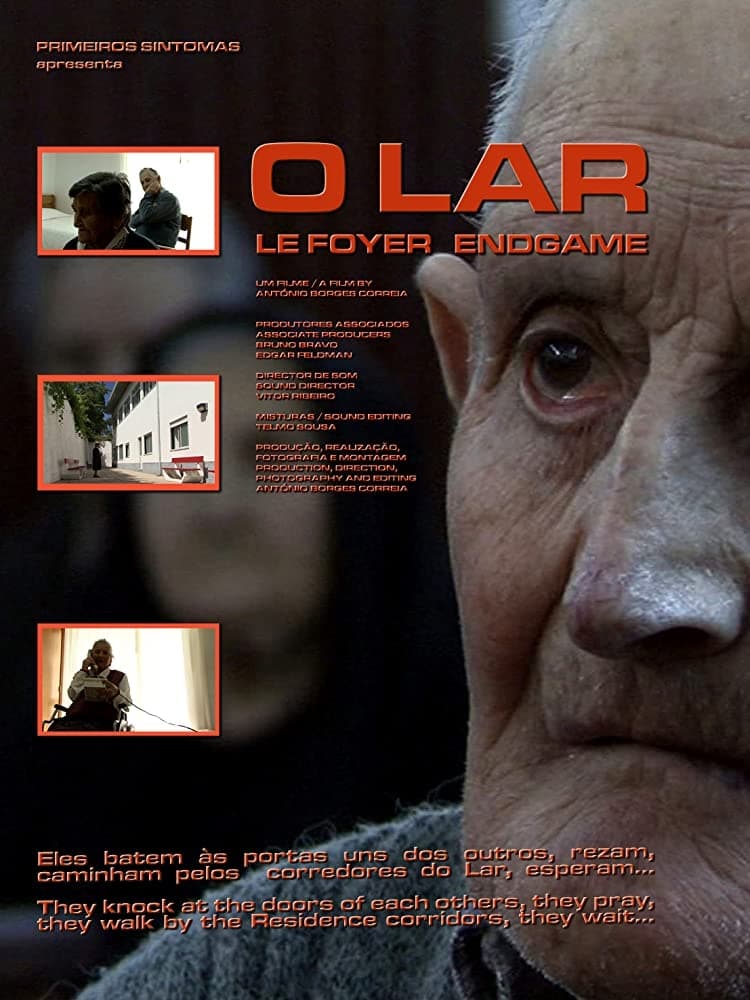 PRIMEIROS SINTOMAS
apresenta
O LAR
LE FOYER ENDGAME
UM FILME / A FILM BY
ANTÓNIO BORGES CORREIA
PRODUTORES ASSOCIADOS
ASSOCIATE PRODUCERS
BRUNO BRAVO
EDGAR FELDMAN
DIRECTOR DE SOM
SOUND DIRECTOR
VITOR RIBEIRO
MISTURAS / SOUND EDITING
TELMO SOUSA
PRODUÇÃO, REALIZAÇÃO,
FOTOGRAFIA E MONTAGEM
PRODUCTION, DIRECTION,
PHOTOGRAPHY AND EDITING
ANTÓNIO BORGES CORREIA
Eles batem às portas uns dos outros, rezam,
caminham pelos corredores do Lar, esperam...
They knock at the doors of each others, they pray,
they walk by the Residence corridors, they wait...